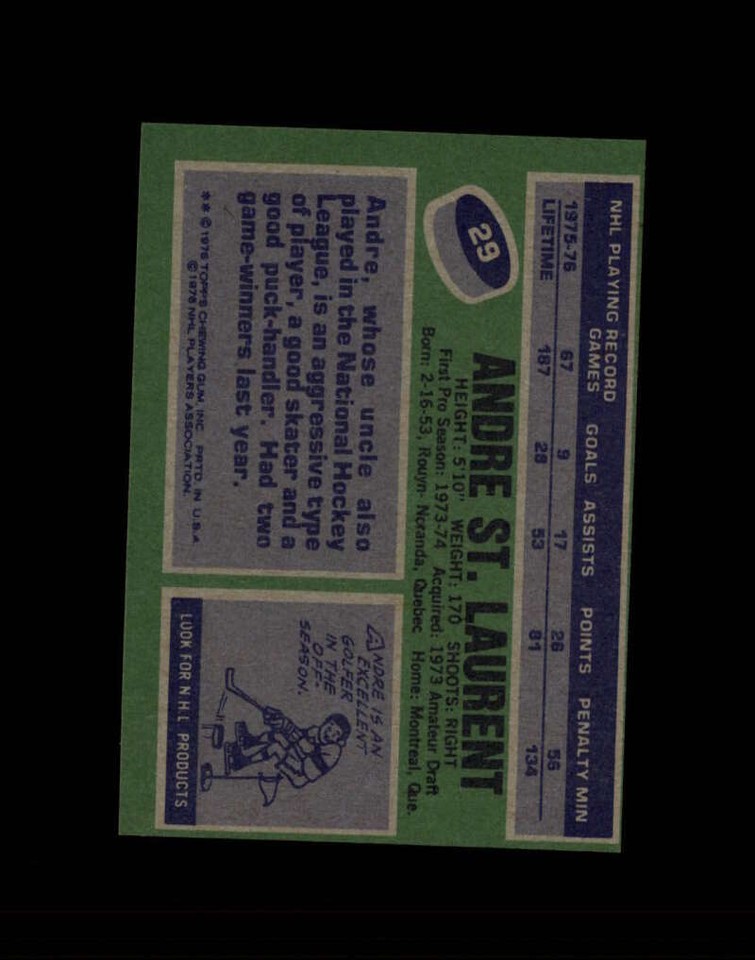 NHL PLAYING RECORD
GAMES GOALS ASSISTS POINTS PENALTY MIN
1975-76 67 9 17 26 56
LIFETIME 187 28 53 81 134
29
ANDRE ST. LAURENT
HEIGHT: 5'10" WEIGHT: 170 SHOOTS: RIGHT
First Pro Season: 1973-74 Acquired: 1973 Amateur Draft
Born: 2-16-53, Rouyn-Noranda, Quebec Home: Montreal, Que.
Andre, whose uncle also
played in the National Hockey
League, is an aggressive type
of player, a good skater and a
good puck-handler. Had two
game-winners last year.
** © 1976 TOPPS CHEWING GUM, INC. PRTD. IN U.S.A.
© 1976 NHL PLAYERS ASSOCIATION.
ANDRE IS AN
EXCELLENT
GOLFER
IN THE
OFF-
SEASON.
LOOK FOR N.H.L. PRODUCTS